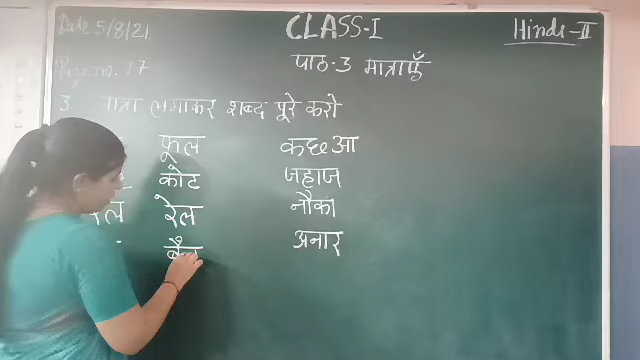 Date 5/8/21 CLASS-I Hindi-II
Page no. 17 पाठ-3 मात्राएँ
3 मात्रा लगाकर शब्द पूरे करो
फूल कछुआ
कोट जहाज
रेल नौका
बैल अनार